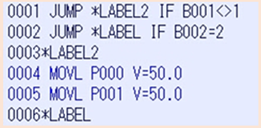 0001 JUMP *LABEL2 IF B001<>1
0002 JUMP *LABEL IF B002=2
0003*LABEL2
0004 MOVL P000 V=50.0
0005 MOVL P001 V=50.0
0006*LABEL